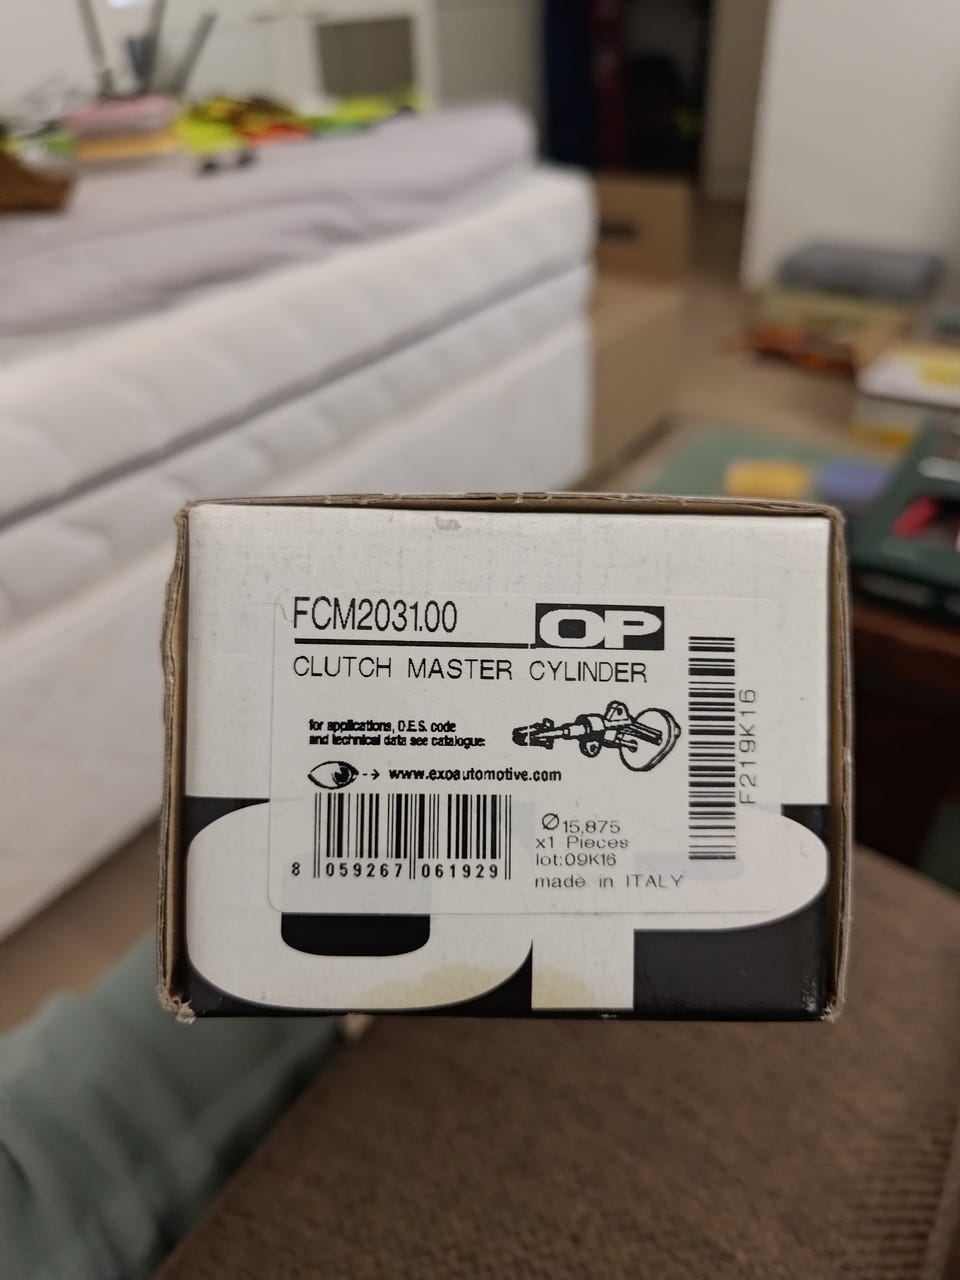 FCM2031.00
OP
CLUTCH MASTER CYLINDER
for applications, O.E.S. code
and technical data see catalogue:
www.exoautomotive.com
8 059267 061929
Ø15,875
x1 Pieces
lot:09K16
made in ITALY
F219K16
OP